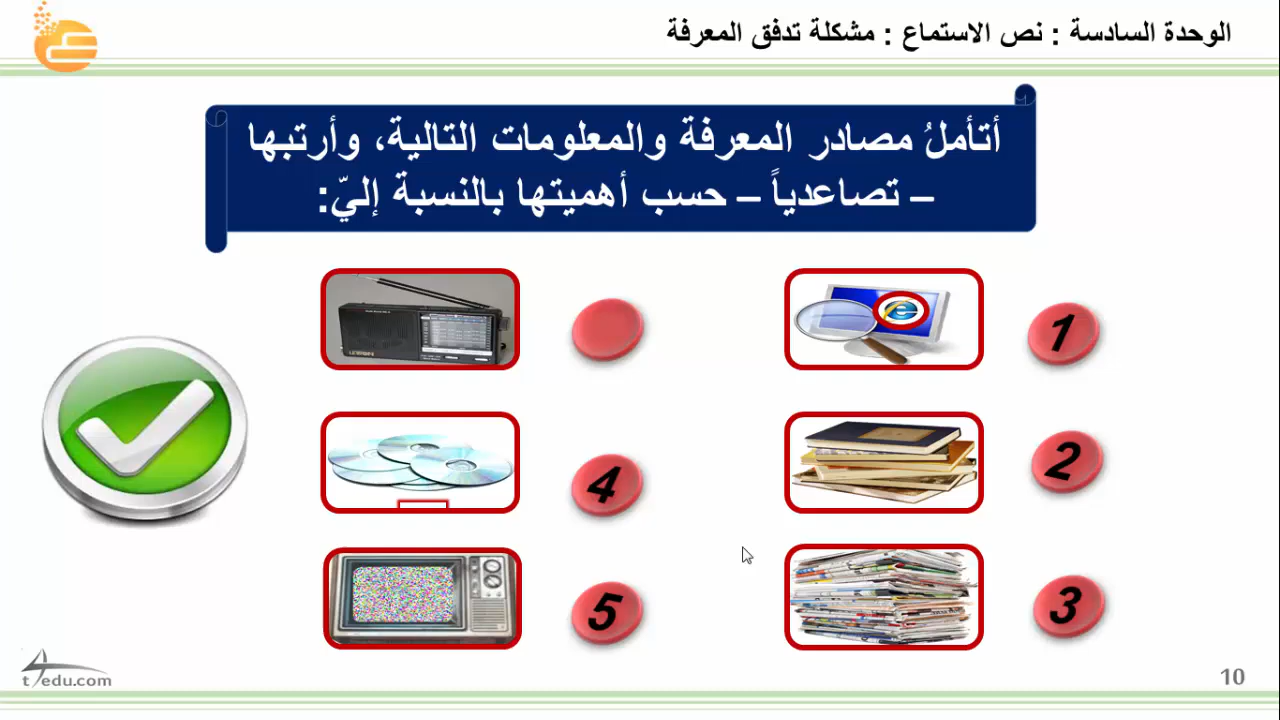 الوحدة السادسة : نص الاستماع : مشكلة تدفق المعرفة
أتأملُ مصادر المعرفة والمعلومات التالية، وأرتبها
– تصاعدياً – حسب أهميتها بالنسبة إليّ:
1
2
4
3
5
t4edu.com
10